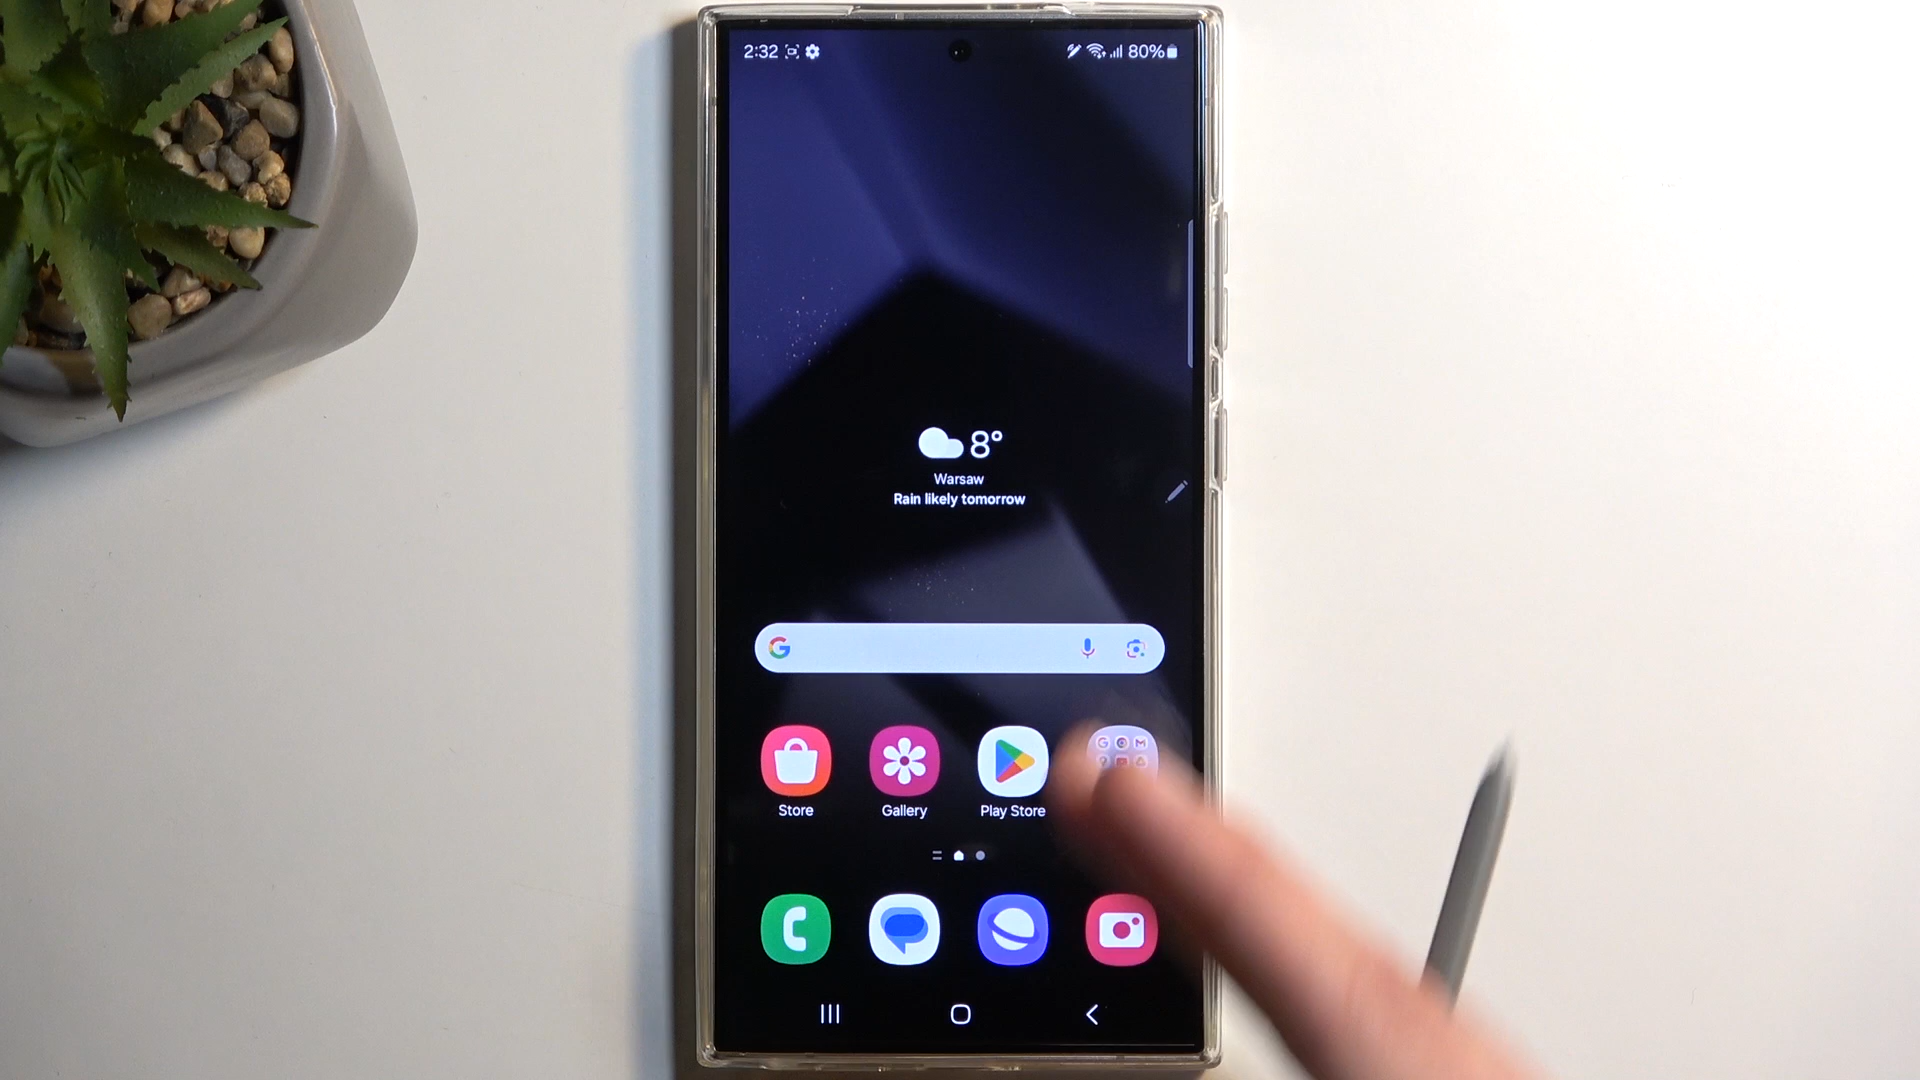 2:32 80%
8°
Warsaw
Rain likely tomorrow
Store Gallery Play Store